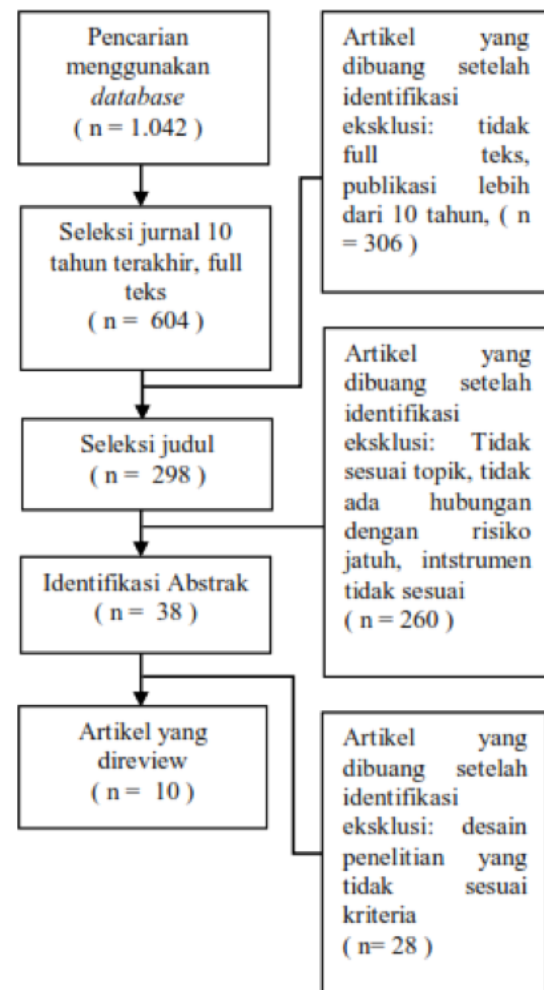 Pencarian
menggunakan
database
( n = 1.042 )
Artikel yang
dibuang setelah
identifikasi
eksklusi: tidak
full teks,
publikasi lebih
dari 10 tahun, ( n
= 306 )
Seleksi jurnal 10
tahun terakhir, full
teks
( n = 604 )
Artikel yang
dibuang setelah
identifikasi
eksklusi: Tidak
sesuai topik, tidak
ada hubungan
dengan risiko
jatuh, intstrumen
tidak sesuai
( n = 260 )
Seleksi judul
( n = 298 )
Identifikasi Abstrak
( n = 38 )
Artikel yang
direview
( n = 10 )
Artikel yang
dibuang setelah
identifikasi
eksklusi: desain
penelitian yang
tidak sesuai
kriteria
( n= 28 )